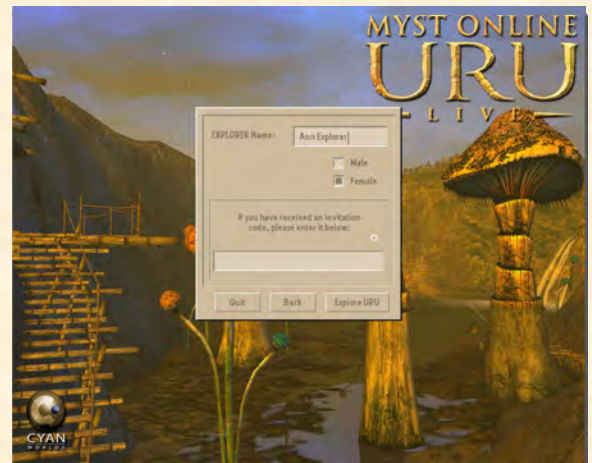 MYST ONLINE
URU
LIVE
EXPLORER Name: Ann Explorer
Male
Female
If you have received an invitation
code, please enter it below:
Quit Back Explore URU
CYAN
WORLDS